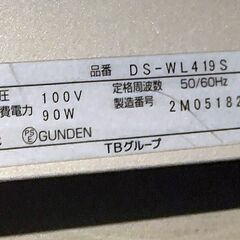 品番 DS-WL419S
圧 100V 定格周波数 50/60Hz
費電力 90W 製造番号 2M05182
PSE GUNDEN
TBグループ